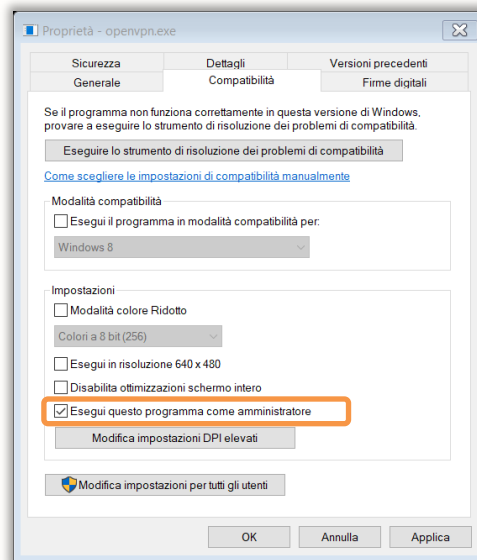 Proprietà - openvpn.exe
Sicurezza Dettagli Versioni precedenti
Generale Compatibilità Firme digitali
Se il programma non funziona correttamente in questa versione di Windows,
provare a eseguire lo strumento di risoluzione dei problemi di compatibilità.
Eseguire lo strumento di risoluzione dei problemi di compatibilità
Come scegliere le impostazioni di compatibilità manualmente
Modalità compatibilità
Esegui il programma in modalità compatibilità per:
Windows 8
Impostazioni
Modalità colore Ridotto
Colori a 8 bit (256)
Esegui in risoluzione 640 x 480
Disabilita ottimizzazioni schermo intero
Esegui questo programma come amministratore
Modifica impostazioni DPI elevati
Modifica impostazioni per tutti gli utenti
OK Annulla Applica